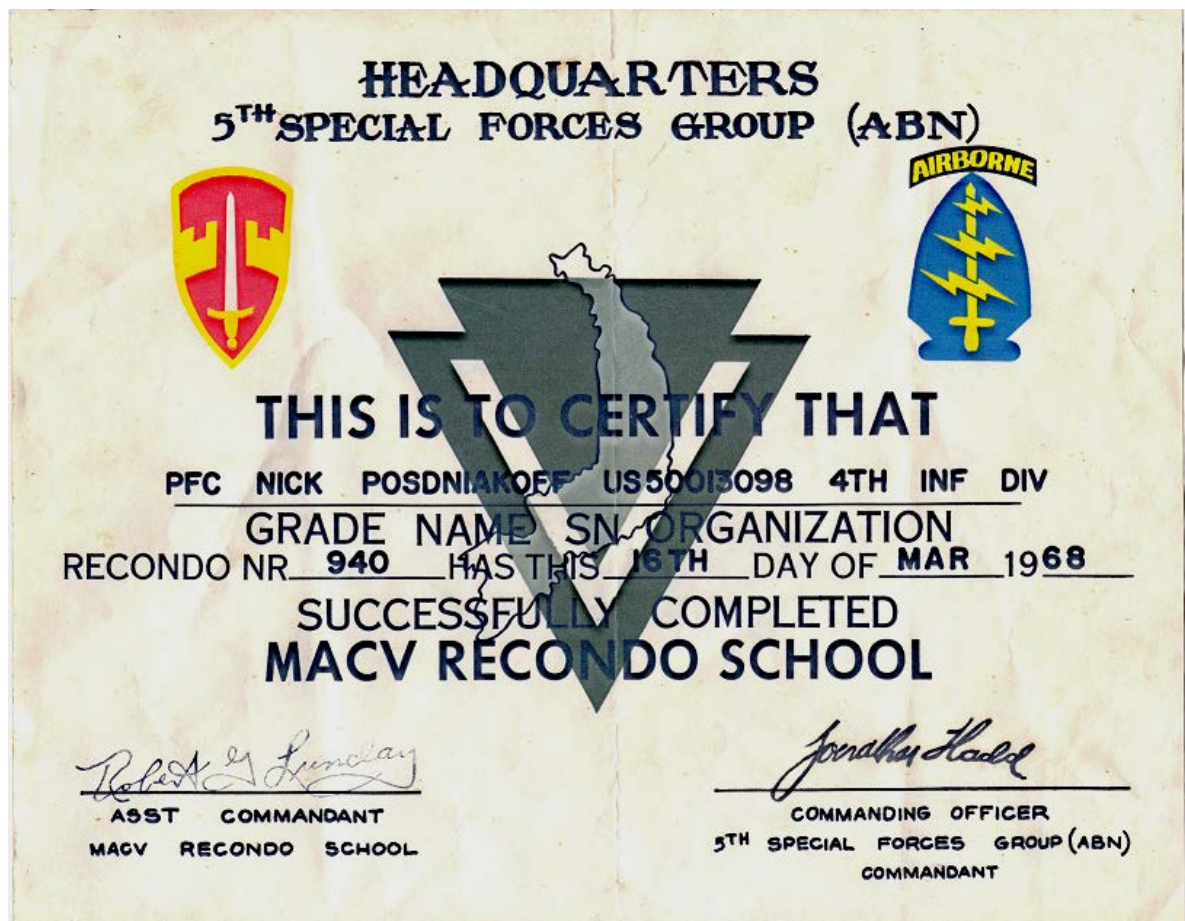 HEADQUARTERS
5TH SPECIAL FORCES GROUP (ABN)
AIRBORNE
THIS IS TO CERTIFY THAT
PFC NICK POSDNIAKOFF US50013098 4TH INF DIV
GRADE NAME SN ORGANIZATION
RECONDO NR 940 HAS THIS 16TH DAY OF MAR 1968
SUCCESSFULLY COMPLETED
MACV RECONDO SCHOOL
Robert G Lunday
ASST COMMANDANT
MACV RECONDO SCHOOL
COMMANDING OFFICER
5TH SPECIAL FORCES GROUP (ABN)
COMMANDANT